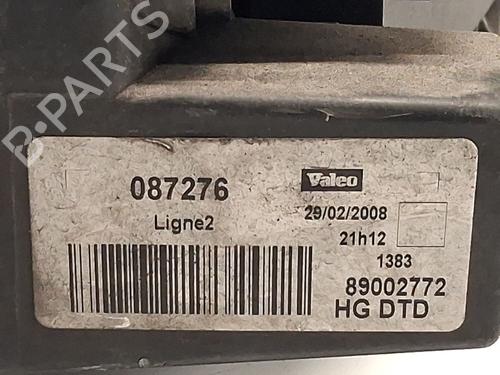 B-PARTS
087276
Valeo
Ligne2
29/02/2008
21h12
1383
89002772
HG DTD